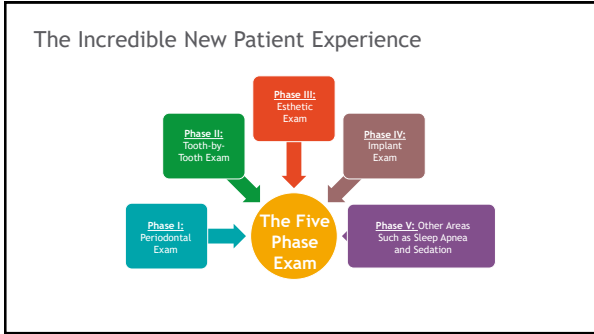 The Incredible New Patient Experience
Phase I:
Periodontal
Exam
Phase II:
Tooth-by-
Tooth Exam
Phase III:
Esthetic
Exam
Phase IV:
Implant
Exam
Phase V: Other Areas
Such as Sleep Apnea
and Sedation
The Five
Phase
Exam